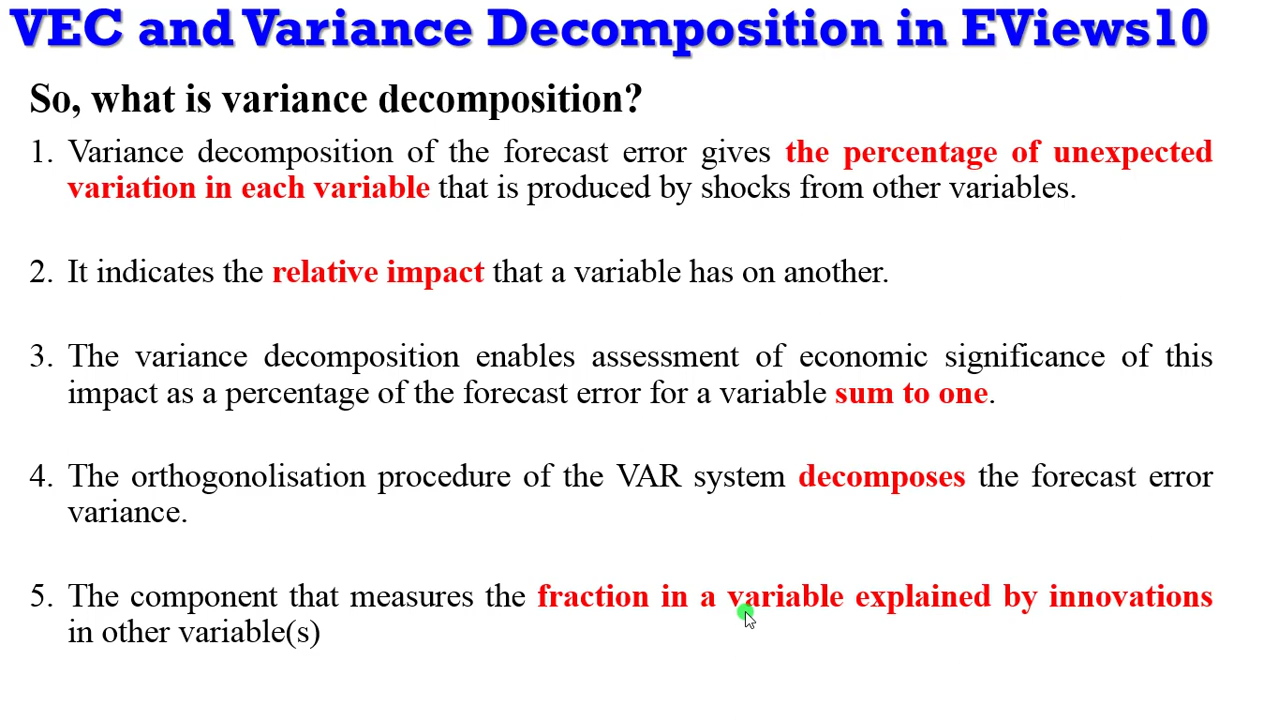 VEC and Variance Decomposition in EViews10
So, what is variance decomposition?
1. Variance decomposition of the forecast error gives the percentage of unexpected
variation in each variable that is produced by shocks from other variables.
2. It indicates the relative impact that a variable has on another.
3. The variance decomposition enables assessment of economic significance of this
impact as a percentage of the forecast error for a variable sum to one.
4. The orthogonolisation procedure of the VAR system decomposes the forecast error
variance.
5. The component that measures the fraction in a variable explained by innovations
in other variable(s)